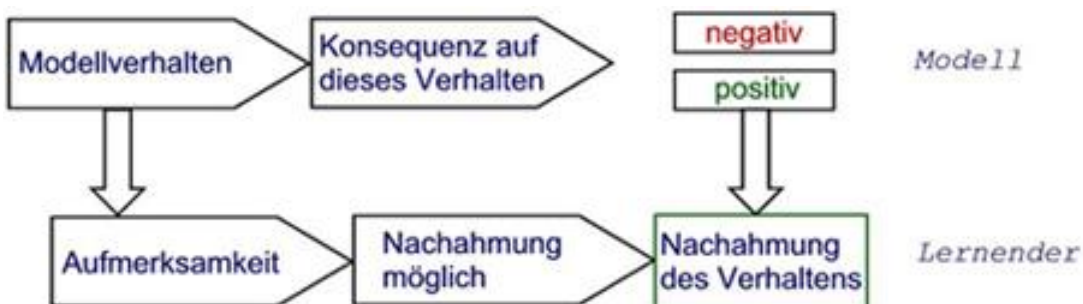 Modellverhalten
Konsequenz auf
dieses Verhalten
negativ
positiv
Modell
Aufmerksamkeit
Nachahmung
möglich
Nachahmung
des Verhaltens
Lernender